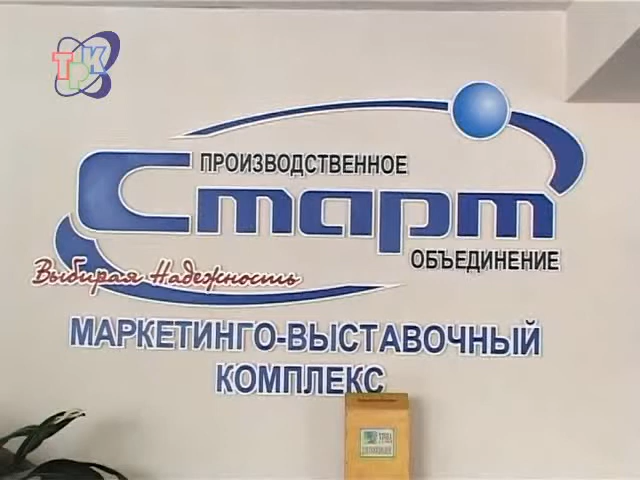 ТРК
ПРОИЗВОДСТВЕННОЕ
Старт
ОБЪЕДИНЕНИЕ
Выбирая Надежность
МАРКЕТИНГО-ВЫСТАВОЧНЫЙ
КОМПЛЕКС